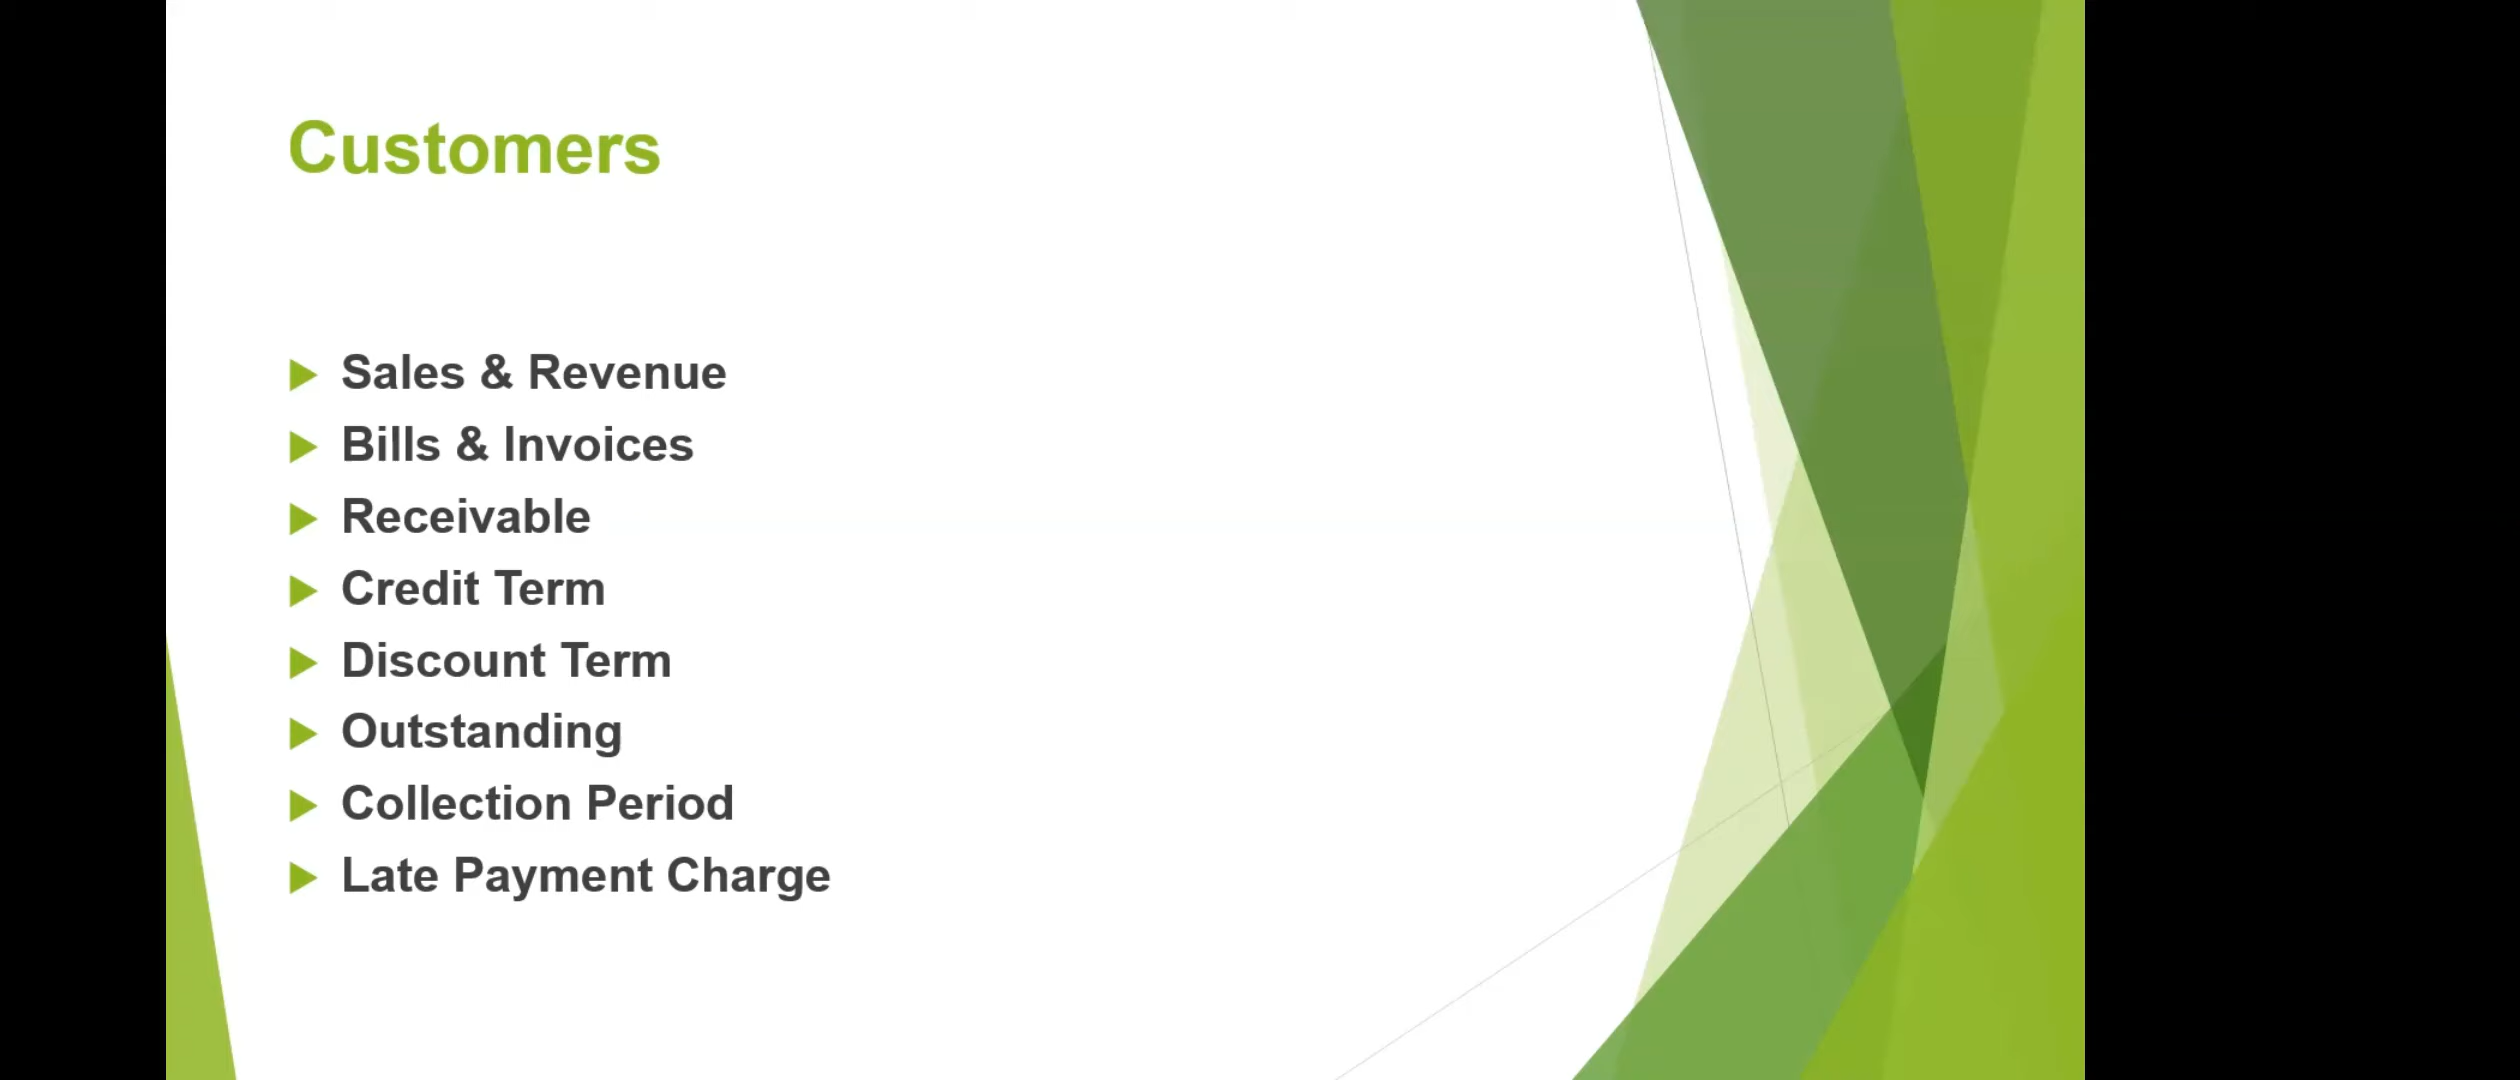 Customers
Sales & Revenue
Bills & Invoices
Receivable
Credit Term
Discount Term
Outstanding
Collection Period
Late Payment Charge